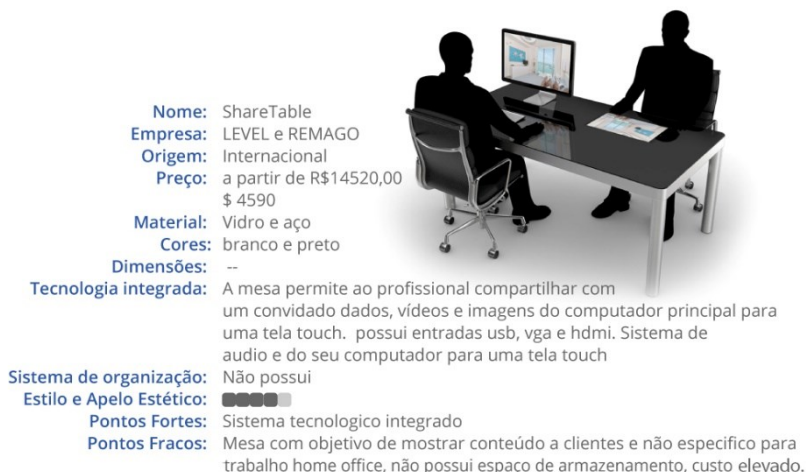 Nome: ShareTable
Empresa: LEVEL e REMAGO
Origem: Internacional
Preço: a partir de R$14520,00
$ 4590
Material: Vidro e aço
Cores: branco e preto
Dimensões: --
Tecnologia integrada: A mesa permite ao profissional compartilhar com
um convidado dados, vídeos e imagens do computador principal para
uma tela touch. possui entradas usb, vga e hdmi. Sistema de
audio e do seu computador para uma tela touch
Sistema de organização: Não possui
Estilo e Apelo Estético:
Pontos Fortes: Sistema tecnologico integrado
Pontos Fracos: Mesa com objetivo de mostrar conteúdo a clientes e não especifico para
trabalho home office, não possui espaço de armazenamento, custo elevado.